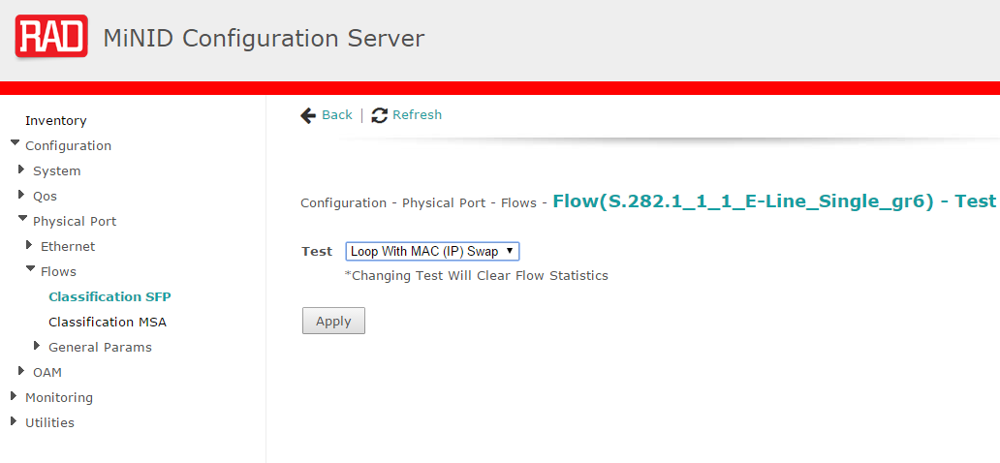 RAD MiNID Configuration Server
Inventory
Configuration
System
Qos
Physical Port
Ethernet
Flows
Classification SFP
Classification MSA
General Params
OAM
Monitoring
Utilities
Back | Refresh
Configuration - Physical Port - Flows - Flow(S.282.1_1_1_E-Line_Single_gr6) - Test
Test Loop With MAC (IP) Swap
*Changing Test Will Clear Flow Statistics
Apply